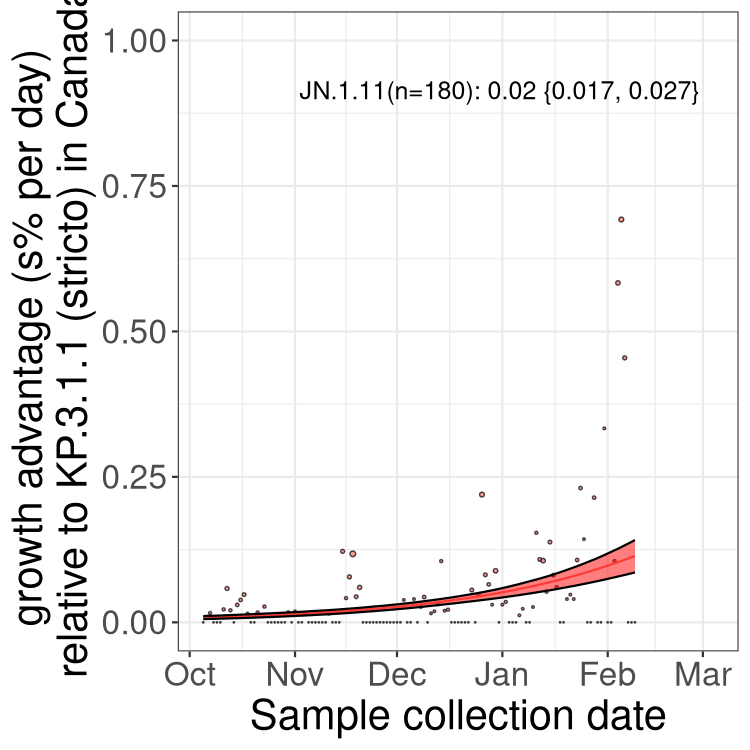 growth advantage (s% per day)
relative to KP.3.1.1 (stricto) in Canada
1.00
0.75
0.50
0.25
0.00
JN.1.11(n=180): 0.02 {0.017, 0.027}
Oct Nov Dec Jan Feb Mar
Sample collection date